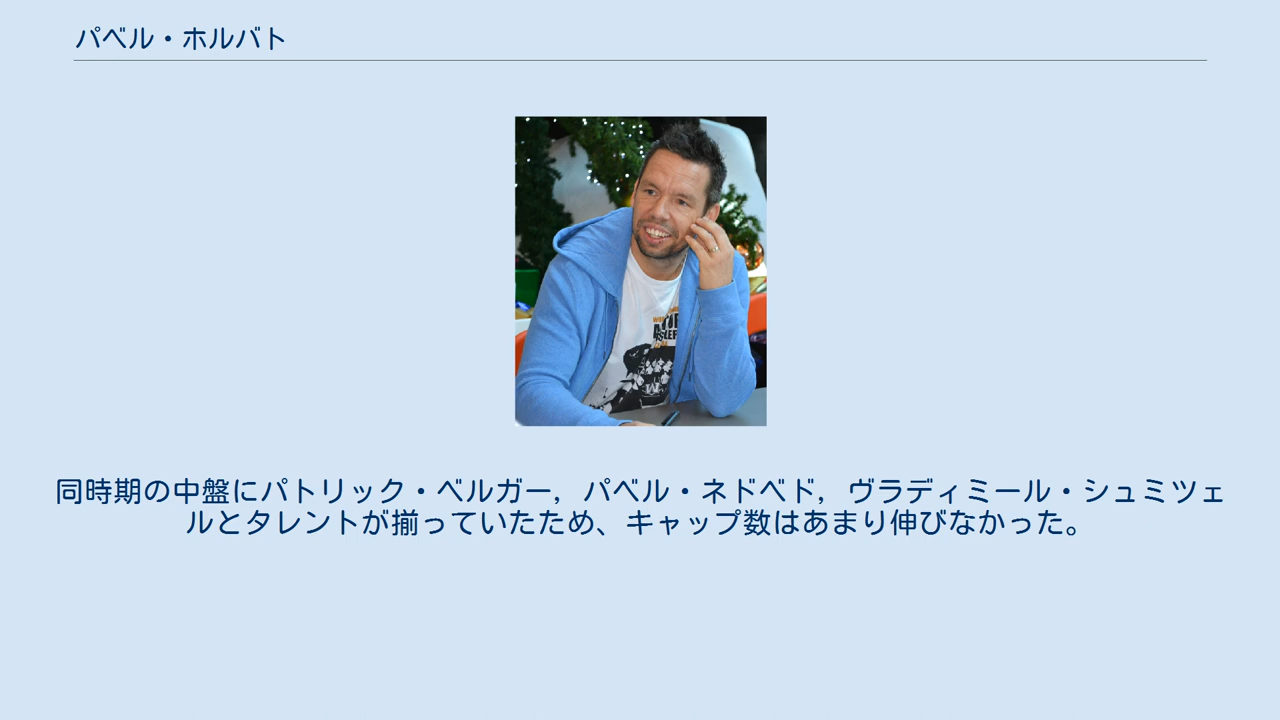 パベル・ホルバト
同時期の中盤にパトリック・ベルガー，パベル・ネドベド，ヴラディミール・シュミツェ
ルとタレントが揃っていたため、キャップ数はあまり伸びなかった。